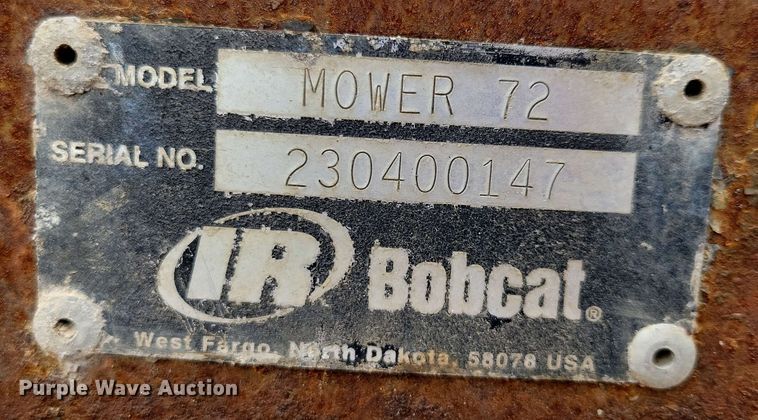 MODEL MOWER 72
SERIAL NO. 230400147
IR Bobcat®
West Fargo, North Dakota, 58078 USA
Purple Wave Auction